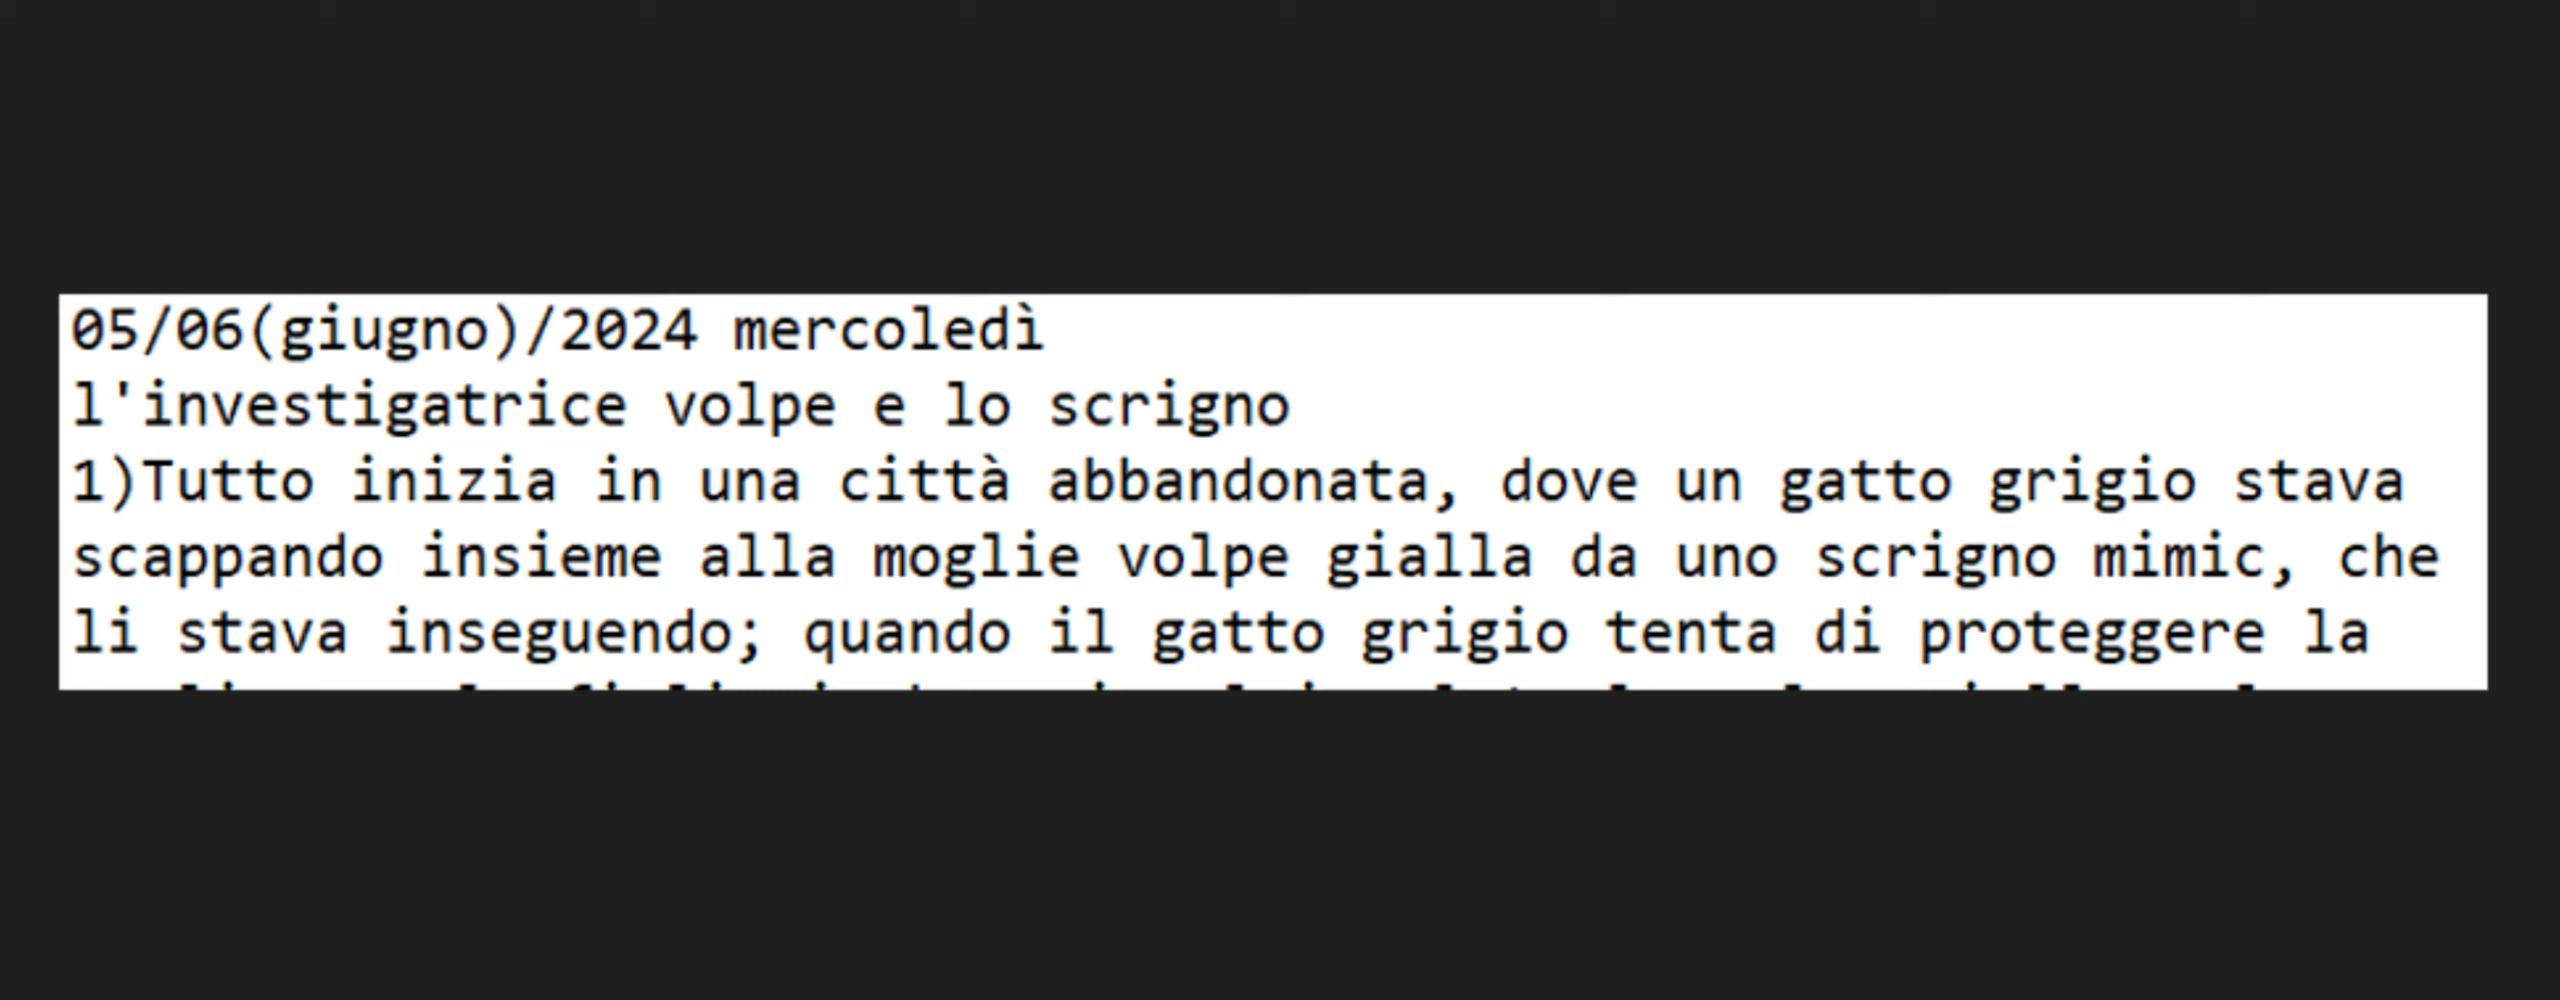 05/06(giugno)/2024 mercoledì
l'investigatrice volpe e lo scrigno
1)Tutto inizia in una città abbandonata, dove un gatto grigio stava
scappando insieme alla moglie volpe gialla da uno scrigno mimic, che
li stava inseguendo; quando il gatto grigio tenta di proteggere la